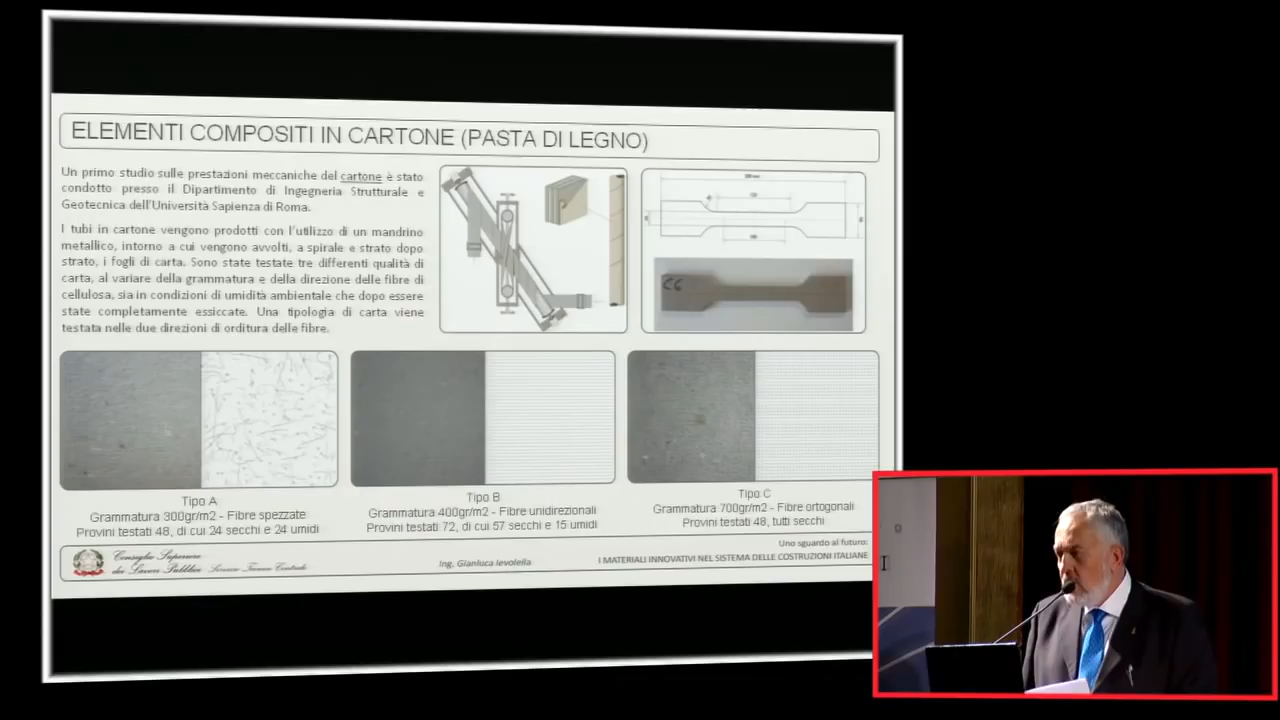 ELEMENTI COMPOSITI IN CARTONE (PASTA DI LEGNO)
Un primo studio sulle prestazioni meccaniche del cartone è stato
condotto presso il Dipartimento di Ingegneria Strutturale e
Geotecnica dell'Università Sapienza di Roma.
I tubi in cartone vengono prodotti con l'utilizzo di un mandrino
metallico, intorno a cui vengono avvolti, a spirale e strato dopo
strato, i fogli di carta. Sono state testate tre differenti qualità di
carta, al variare della grammatura e della direzione delle fibre di
cellulosa, sia in condizioni di umidità ambientale che dopo essere
state completamente essiccate. Una tipologia di carta viene
testata nelle due direzioni di orditura delle fibre.
CC
Tipo A
Grammatura 300gr/m2 - Fibre spezzate
Provini testati 48, di cui 24 secchi e 24 umidi
Tipo B
Grammatura 400gr/m2 - Fibre unidirezionali
Provini testati 72, di cui 57 secchi e 15 umidi
Tipo C
Grammatura 700gr/m2 - Fibre ortogonali
Provini testati 48, tutti secchi
Consiglio Superiore
dei Lavori Pubblici Servizio Tecnico Centrale
Ing. Gianluca Ievolella
Uno sguardo al futuro:
I MATERIALI INNOVATIVI NEL SISTEMA DELLE COSTRUZIONI ITALIANE